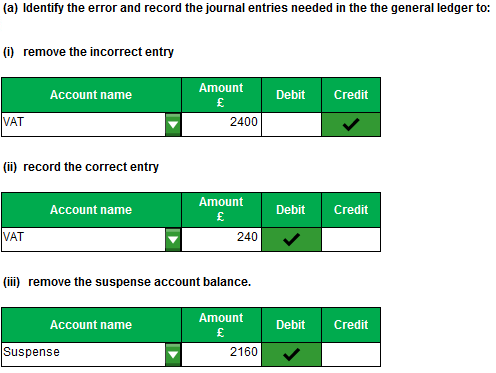 (a) Identify the error and record the journal entries needed in the the general ledger to:
(i) remove the incorrect entry
Account name Amount £ Debit Credit
VAT 2400
(ii) record the correct entry
Account name Amount £ Debit Credit
VAT 240
(iii) remove the suspense account balance.
Account name Amount £ Debit Credit
Suspense 2160